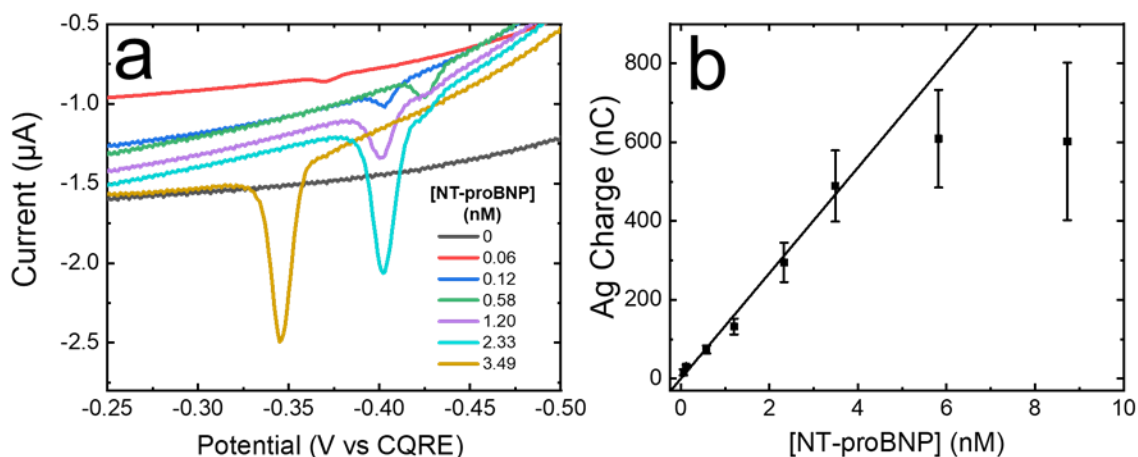 a
-0.5
-1.0
-1.5
-2.0
-2.5
Current (µA)
-0.25 -0.30 -0.35 -0.40 -0.45 -0.50
Potential (V vs CQRE)
[NT-proBNP]
(nM)
0
0.06
0.12
0.58
1.20
2.33
3.49
b
800
600
400
200
0
Ag Charge (nC)
0 2 4 6 8 10
[NT-proBNP] (nM)